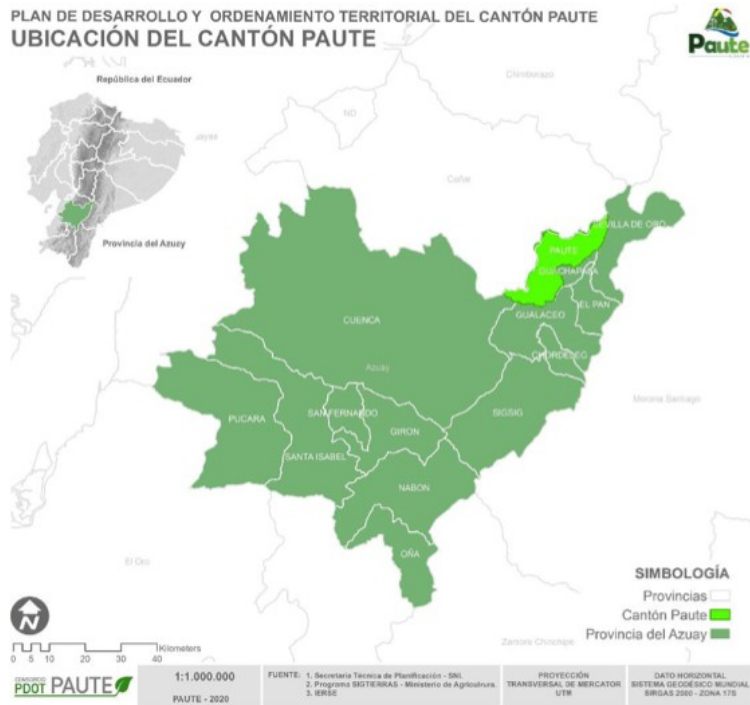 PLAN DE DESARROLLO Y ORDENAMIENTO TERRITORIAL DEL CANTÓN PAUTE
UBICACIÓN DEL CANTÓN PAUTE
Paute
República del Ecuador
Provincia del Azuay
Chimborazo
ND
Cañar
SEVILLA DE ORO
PAUTE
GUACHAPALA
EL PAN
GUALACEO
CUENCA
CHORDELEG
Azuay
Morona Santiago
PUCARA
SAN FERNANDO
GIRON
SIGSIG
SANTA ISABEL
NABON
OÑA
El Oro
Zamora Chinchipe
SIMBOLOGÍA
Provincias
Cantón Paute
Provincia del Azuay
N
Kilometers
0 5 10 20 30 40
CONSORCIO
PDOT PAUTE
1:1.000.000
PAUTE - 2020
FUENTE: 1. Secretaria Técnica de Planificación - SNI.
2. Programa SIGTIERRAS - Ministerio de Agricultura.
3. IERSE
PROYECCIÓN
TRANSVERSAL DE MERCATOR
UTM
DATO HORIZONTAL
SISTEMA GEODÉSICO MUNDIAL
SIRGAS 2000 - ZONA 17S